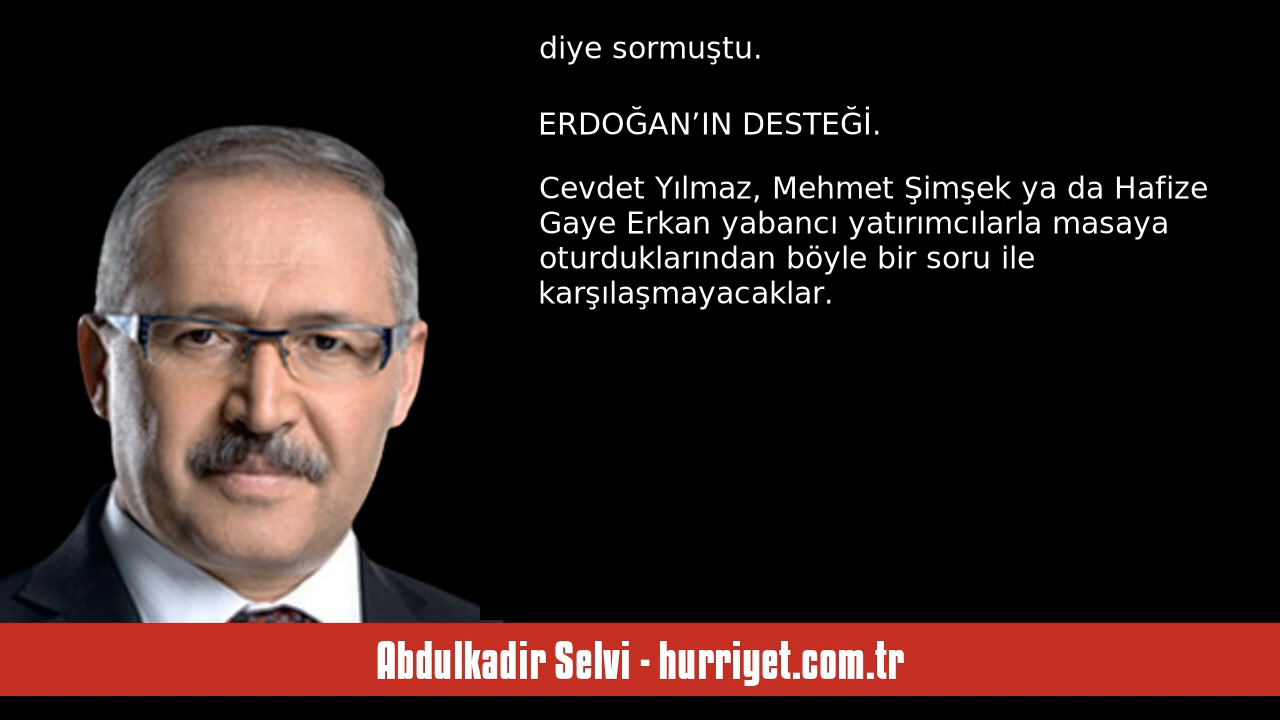 diye sormuştu.
ERDOĞAN’IN DESTEĞİ.
Cevdet Yılmaz, Mehmet Şimşek ya da Hafize
Gaye Erkan yabancı yatırımcılarla masaya
oturduklarından böyle bir soru ile
karşılaşmayacaklar.
Abdulkadir Selvi - hurriyet.com.tr